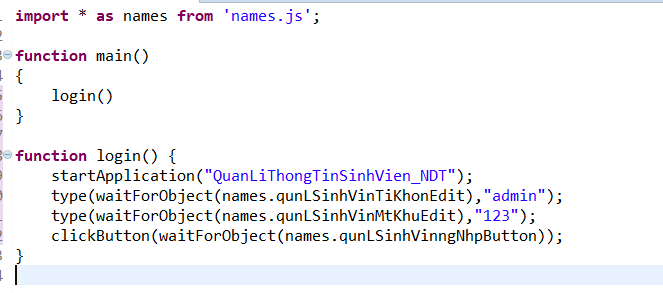 import * as names from 'names.js';
function main()
{
login()
}
function login() {
startApplication("QuanLiThongTinSinhVien_NDT");
type(waitForObject(names.qunLSinhVinTiKhonEdit),"admin");
type(waitForObject(names.qunLSinhVinMtKhuEdit),"123");
clickButton(waitForObject(names.qunLSinhVinngNhpButton));
}